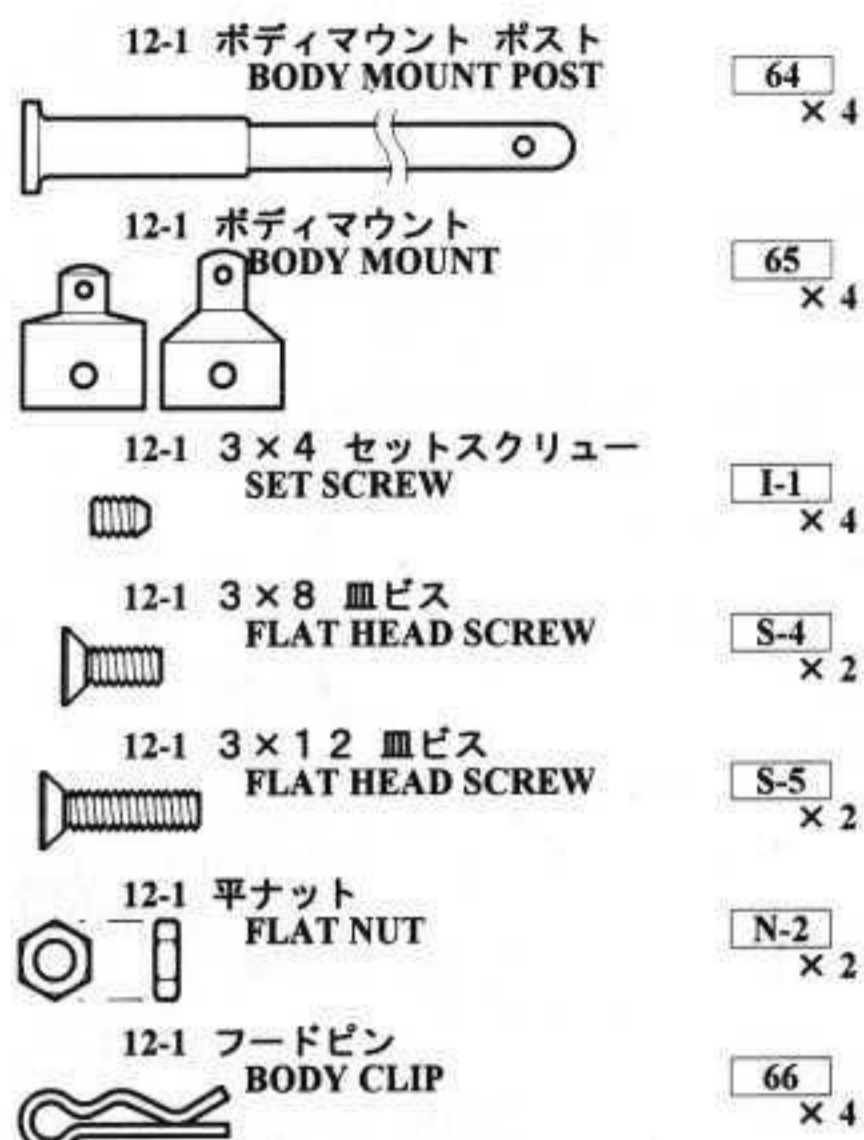 12-1 ボディマウント ポスト
BODY MOUNT POST
64
× 4
12-1 ボディマウント
BODY MOUNT
65
× 4
12-1 3×4 セットスクリュー
SET SCREW
I-1
× 4
12-1 3×8 皿ビス
FLAT HEAD SCREW
S-4
× 2
12-1 3×12 皿ビス
FLAT HEAD SCREW
S-5
× 2
12-1 平ナット
FLAT NUT
N-2
× 2
12-1 フードピン
BODY CLIP
66
× 4